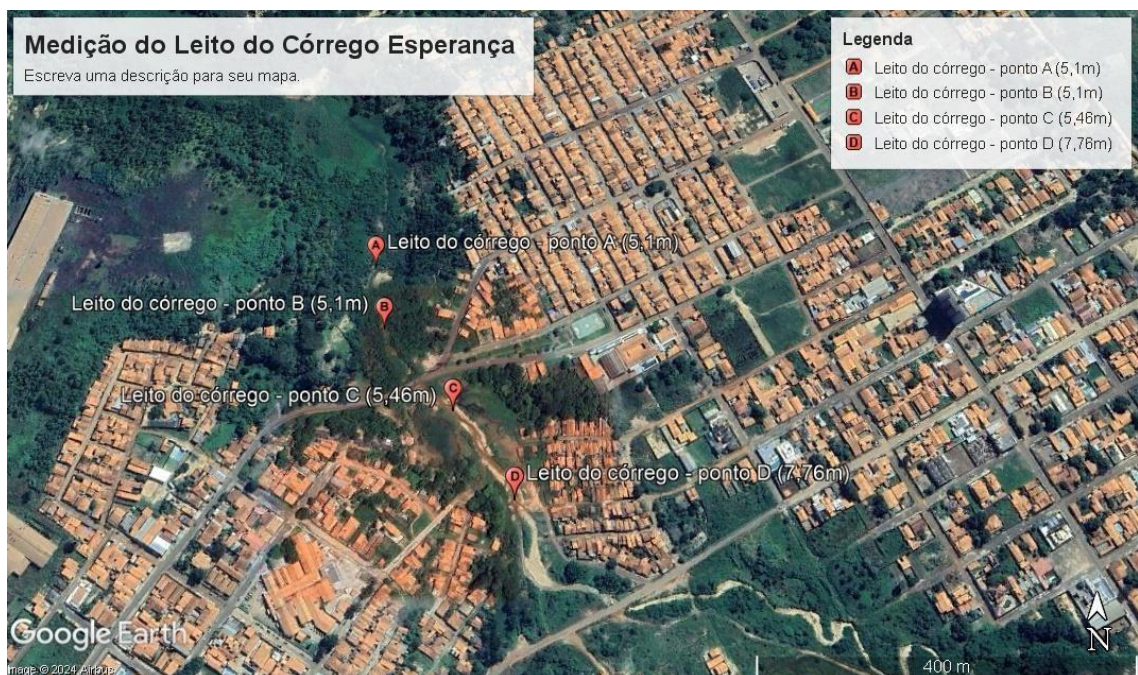 Medição do Leito do Córrego Esperança
Escreva uma descrição para seu mapa.
Legenda
A Leito do córrego - ponto A (5,1m)
B Leito do córrego - ponto B (5,1m)
C Leito do córrego - ponto C (5,46m)
D Leito do córrego - ponto D (7,76m)
A Leito do córrego - ponto A (5,1m)
Leito do córrego - ponto B (5,1m) B
Leito do córrego - ponto C (5,46m) C
D Leito do córrego - ponto D (7,76m)
Google Earth
Image © 2024 Airbus
N
400 m